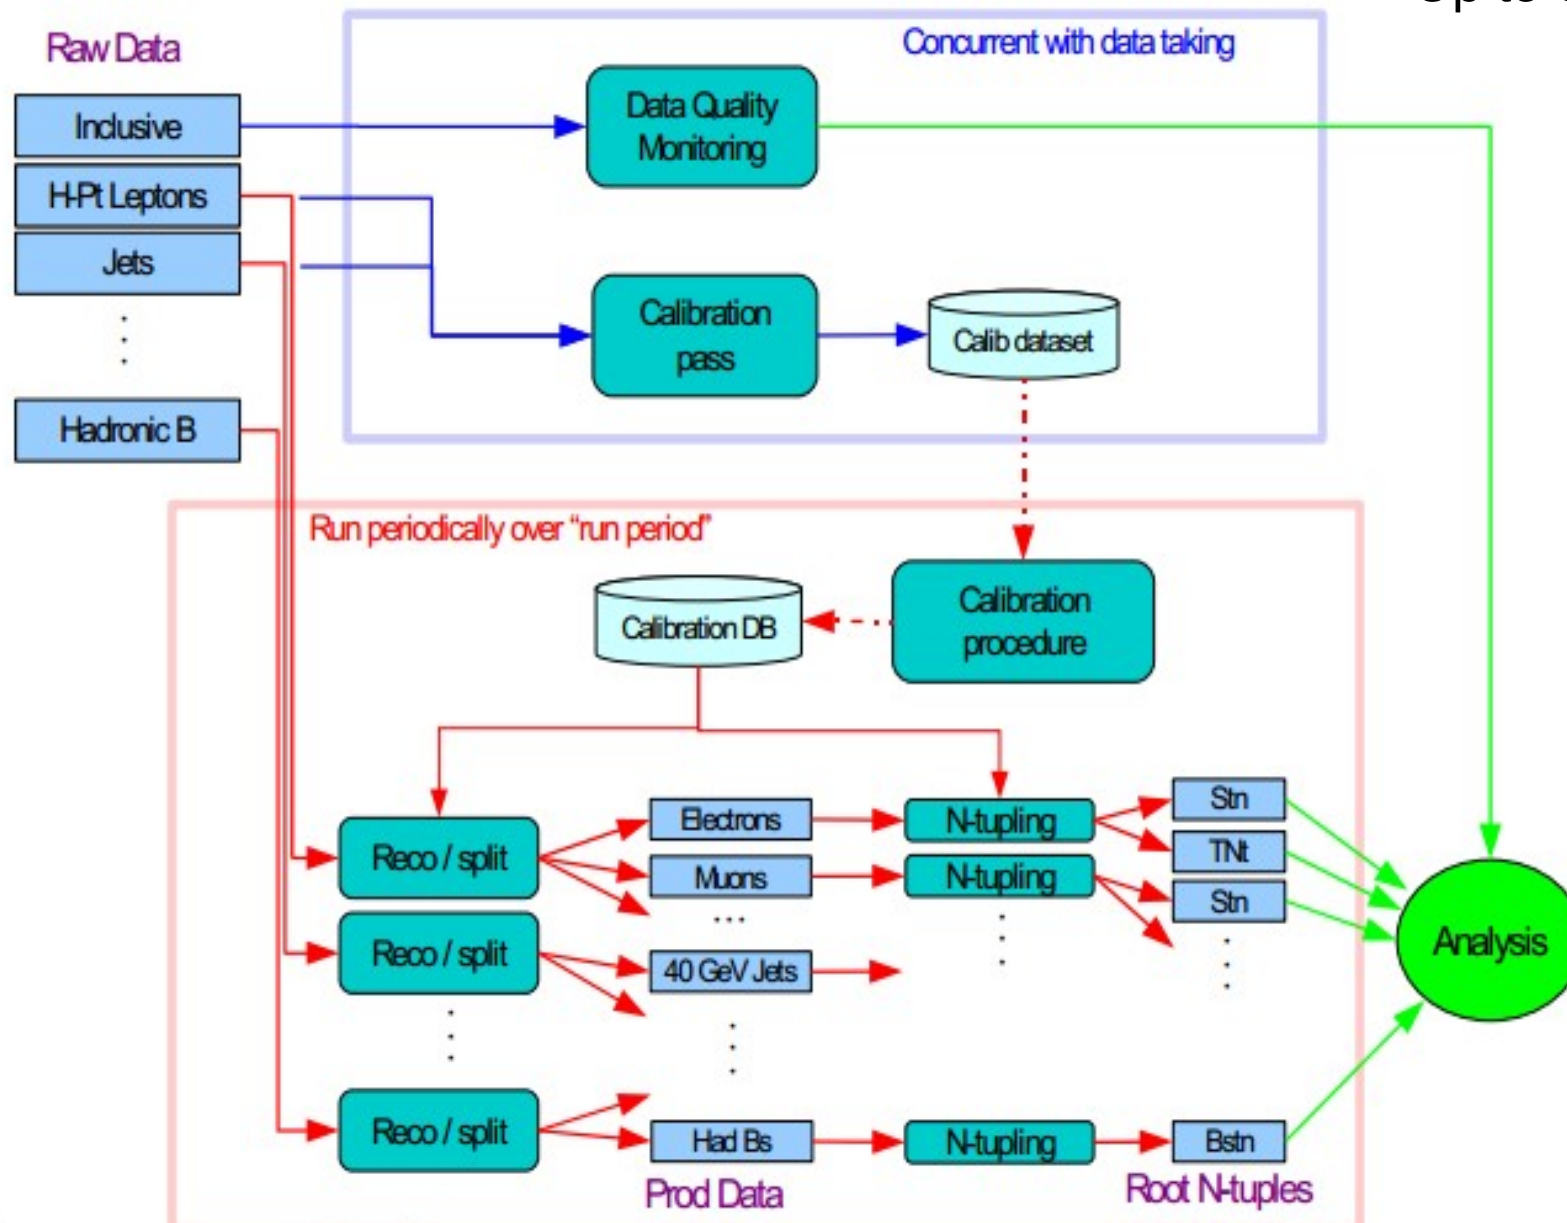 Raw Data
Concurrent with data taking
Inclusive
H-Pt Leptons
Jets
Hadronic B
Data Quality
Monitoring
Calibration
pass
Calib dataset
Run periodically over “run period”
Calibration DB
Calibration
procedure
Reco / split
Electrons
N-tupling
Stn
TNt
Muons
N-tupling
Stn
...
Reco / split
40 GeV Jets
Analysis
Reco / split
Had Bs
N-tupling
Bstn
Prod Data
Root N-tuples